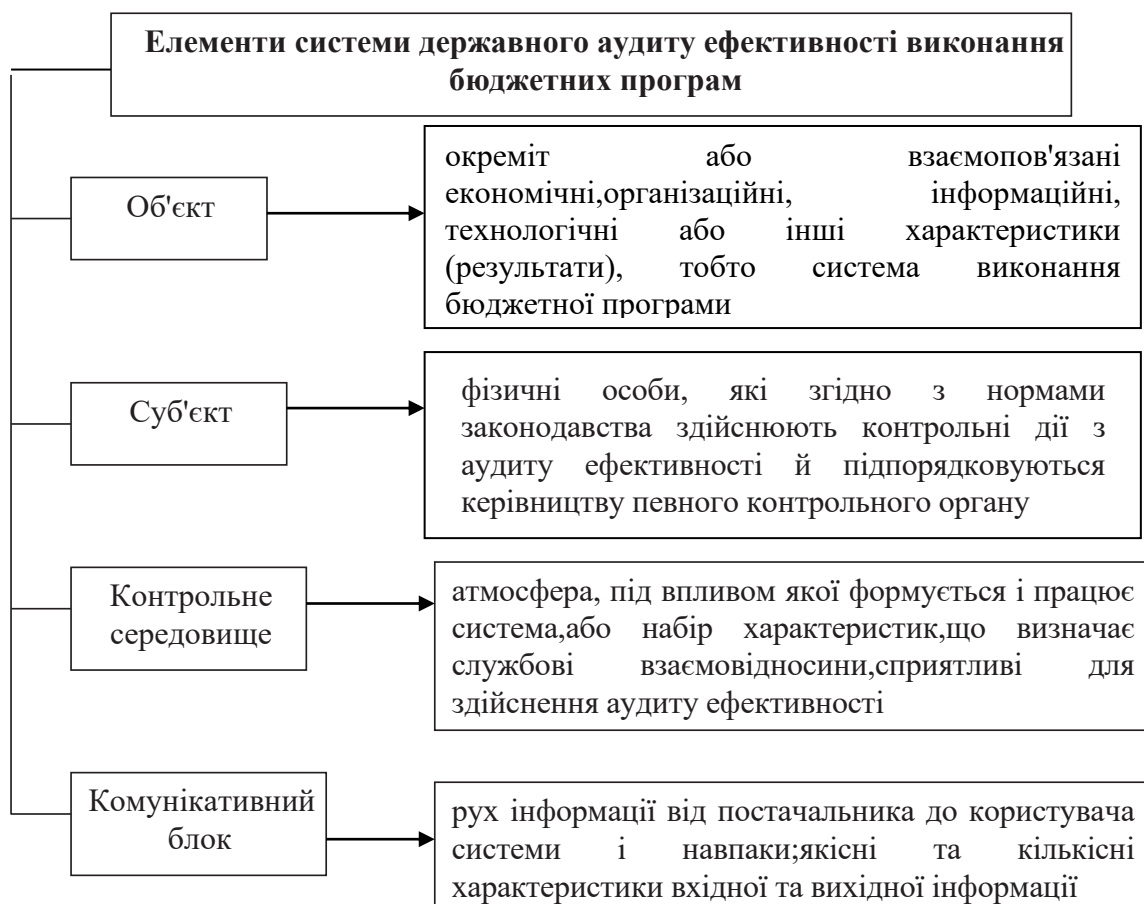 Елементи системи державного аудиту ефективності виконання
бюджетних програм
Об'єкт
окреміт або взаємопов'язані
економічні,організаційні, інформаційні,
технологічні або інші характеристики
(результати), тобто система виконання
бюджетної програми
Суб'єкт
фізичні особи, які згідно з нормами
законодавства здійснюють контрольні дії з
аудиту ефективності й підпорядковуються
керівництву певного контрольного органу
Контрольне
середовище
атмосфера, під впливом якої формується і працює
система,або набір характеристик,що визначає
службові взаємовідносини,сприятливі для
здійснення аудиту ефективності
Комунікативний
блок
рух інформації від постачальника до користувача
системи і навпаки;якісні та кількісні
характеристики вхідної та вихідної інформації